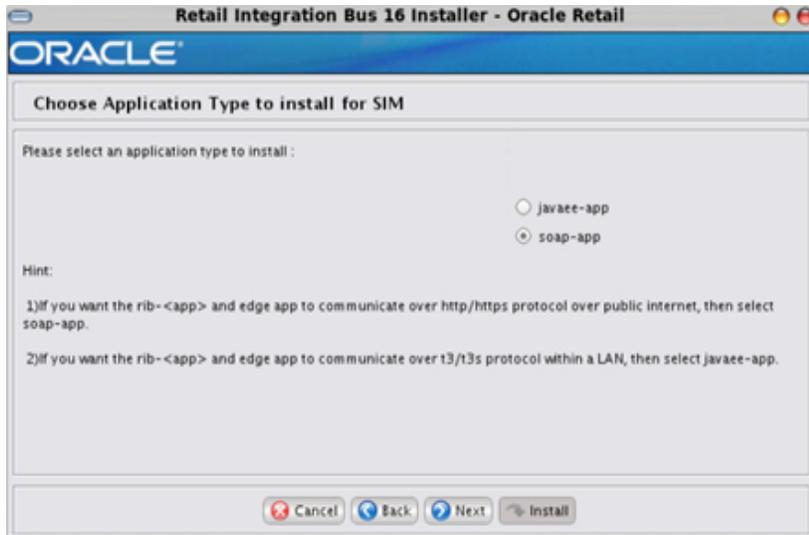 Retail Integration Bus 16 Installer - Oracle Retail
ORACLE
Choose Application Type to install for SIM
Please select an application type to install :
javaee-app
soap-app
Hint:
1)If you want the rib-<app> and edge app to communicate over http/https protocol over public internet, then select
soap-app.
2)If you want the rib-<app> and edge app to communicate over t3/t3s protocol within a LAN, then select javaee-app.
Cancel Back Next Install